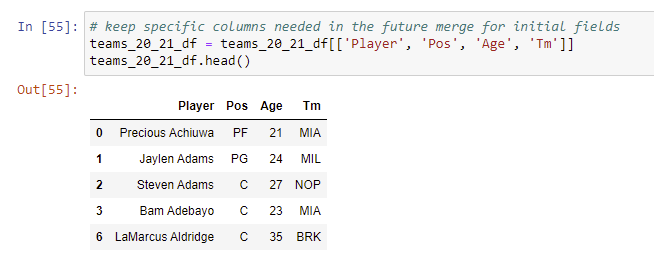 In [55]: # keep specific columns needed in the future merge for initial fields
teams_20_21_df = teams_20_21_df[['Player', 'Pos', 'Age', 'Tm']]
teams_20_21_df.head()
Out[55]:
Player Pos Age Tm
0 Precious Achiuwa PF 21 MIA
1 Jaylen Adams PG 24 MIL
2 Steven Adams C 27 NOP
3 Bam Adebayo C 23 MIA
6 LaMarcus Aldridge C 35 BRK